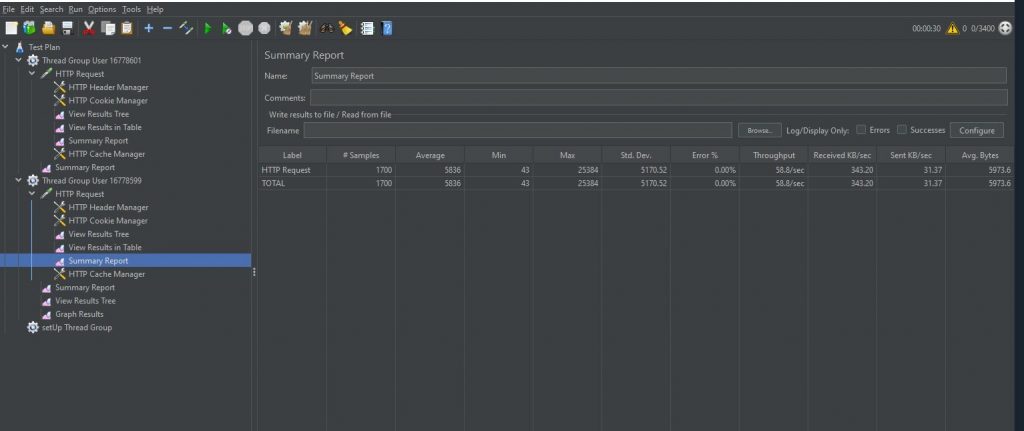 File Edit Search Run Options Tools Help
00:00:30 0 0/3400
Test Plan
Thread Group User 16778601
HTTP Request
HTTP Header Manager
HTTP Cookie Manager
View Results Tree
View Results in Table
Summary Report
HTTP Cache Manager
Summary Report
Thread Group User 16778599
HTTP Request
HTTP Header Manager
HTTP Cookie Manager
View Results Tree
View Results in Table
Summary Report
HTTP Cache Manager
Summary Report
View Results Tree
Graph Results
setUp Thread Group
Summary Report
Name: Summary Report
Comments:
Write results to file / Read from file
Filename Browse... Log/Display Only: Errors Successes Configure
Label # Samples Average Min Max Std. Dev. Error % Throughput Received KB/sec Sent KB/sec Avg. Bytes
HTTP Request 1700 5836 43 25384 5170.52 0.00% 58.8/sec 343.20 31.37 5973.6
TOTAL 1700 5836 43 25384 5170.52 0.00% 58.8/sec 343.20 31.37 5973.6